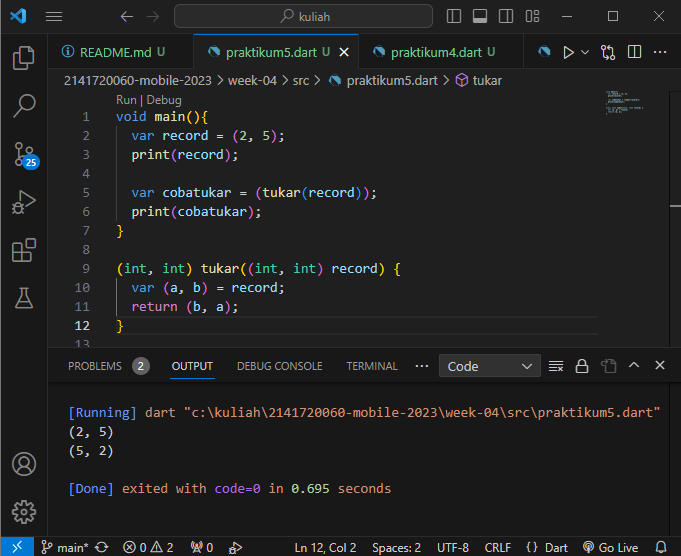 kuliah
README.md U
praktikum5.dart U
praktikum4.dart U
2141720060-mobile-2023 > week-04 > src > praktikum5.dart > tukar
Run | Debug
1 void main(){
2 var record = (2, 5);
3 print(record);
4
5 var cobatukar = (tukar(record));
6 print(cobatukar);
7 }
8
9 (int, int) tukar((int, int) record) {
10 var (a, b) = record;
11 return (b, a);
12 }
13
25
PROBLEMS 2 OUTPUT DEBUG CONSOLE TERMINAL ··· Code
[Running] dart "c:\kuliah\2141720060-mobile-2023\week-04\src\praktikum5.dart"
(2, 5)
(5, 2)
[Done] exited with code=0 in 0.695 seconds
main* 0 2 0 Ln 12, Col 2 Spaces: 2 UTF-8 CRLF { } Dart Go Live